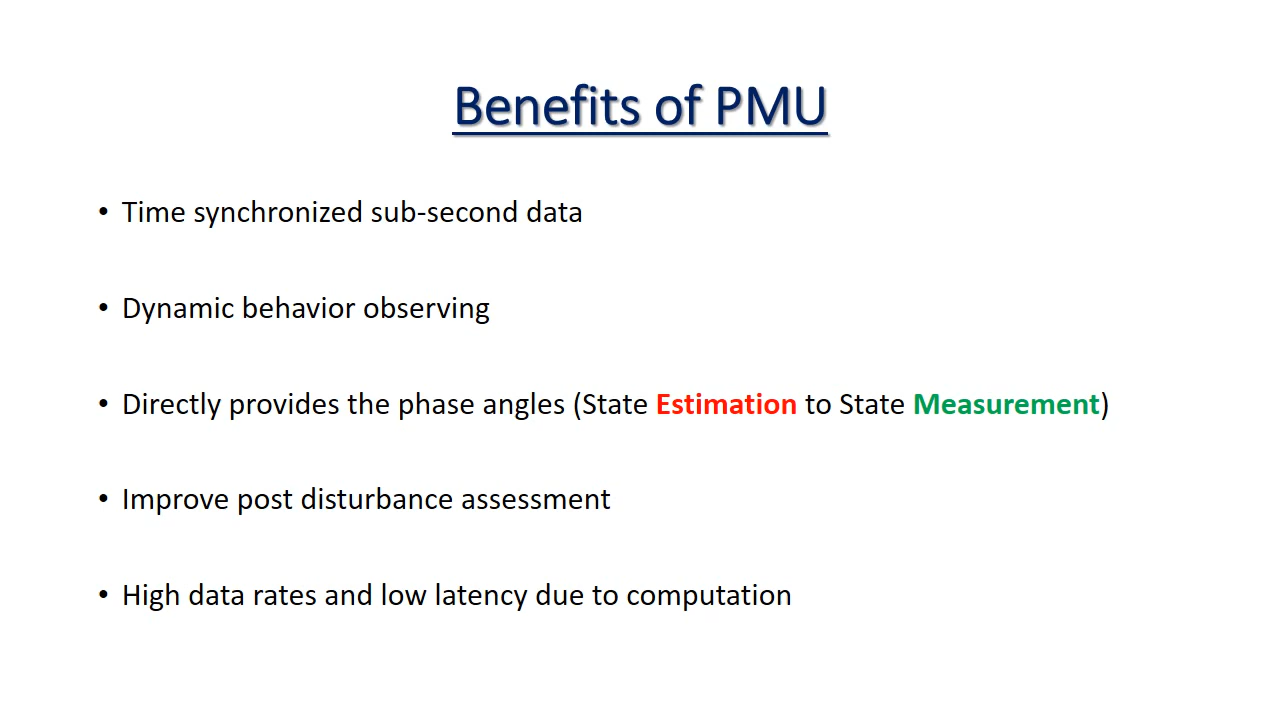 Benefits of PMU
• Time synchronized sub-second data
• Dynamic behavior observing
• Directly provides the phase angles (State Estimation to State Measurement)
• Improve post disturbance assessment
• High data rates and low latency due to computation